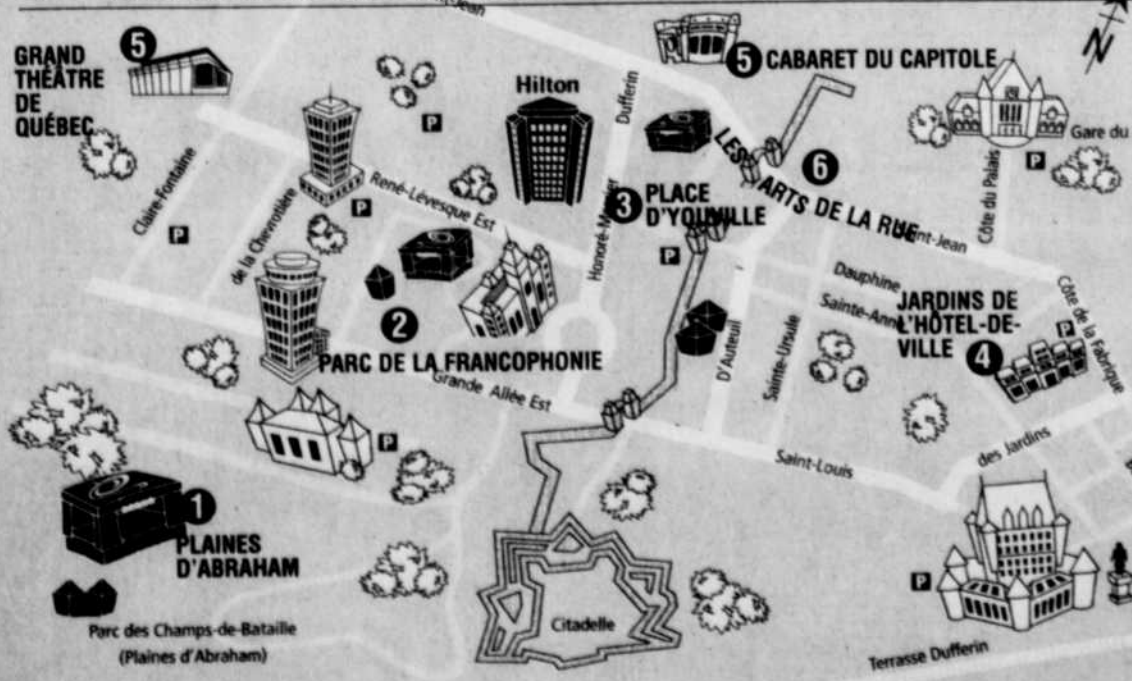 Jean
GRAND
THÉÂTRE
DE
QUÉBEC
5
5 CABARET DU CAPITOLE
N
Hilton
P
Dufferin
LES ARTS DE LA RUE
6
Gare du
P
Côte du Palais
Claire-Fontaine
P
de la Chevrotière
P
René-Lévesque Est
3 PLACE
D'YOUVILLE
P
Honoré-Mercier
Saint-Jean
Dauphine
Sainte-Anne
JARDINS DE
L'HÔTEL-DE-
VILLE
4
P
Côte de la Fabrique
2
PARC DE LA FRANCOPHONIE
Grande Allée Est
D'Auteuil
Sainte-Ursule
P
Saint-Louis
des Jardins
1
PLAINES
D'ABRAHAM
Parc des Champs-de-Bataille
(Plaines d'Abraham)
Citadelle
P
Terrasse Dufferin